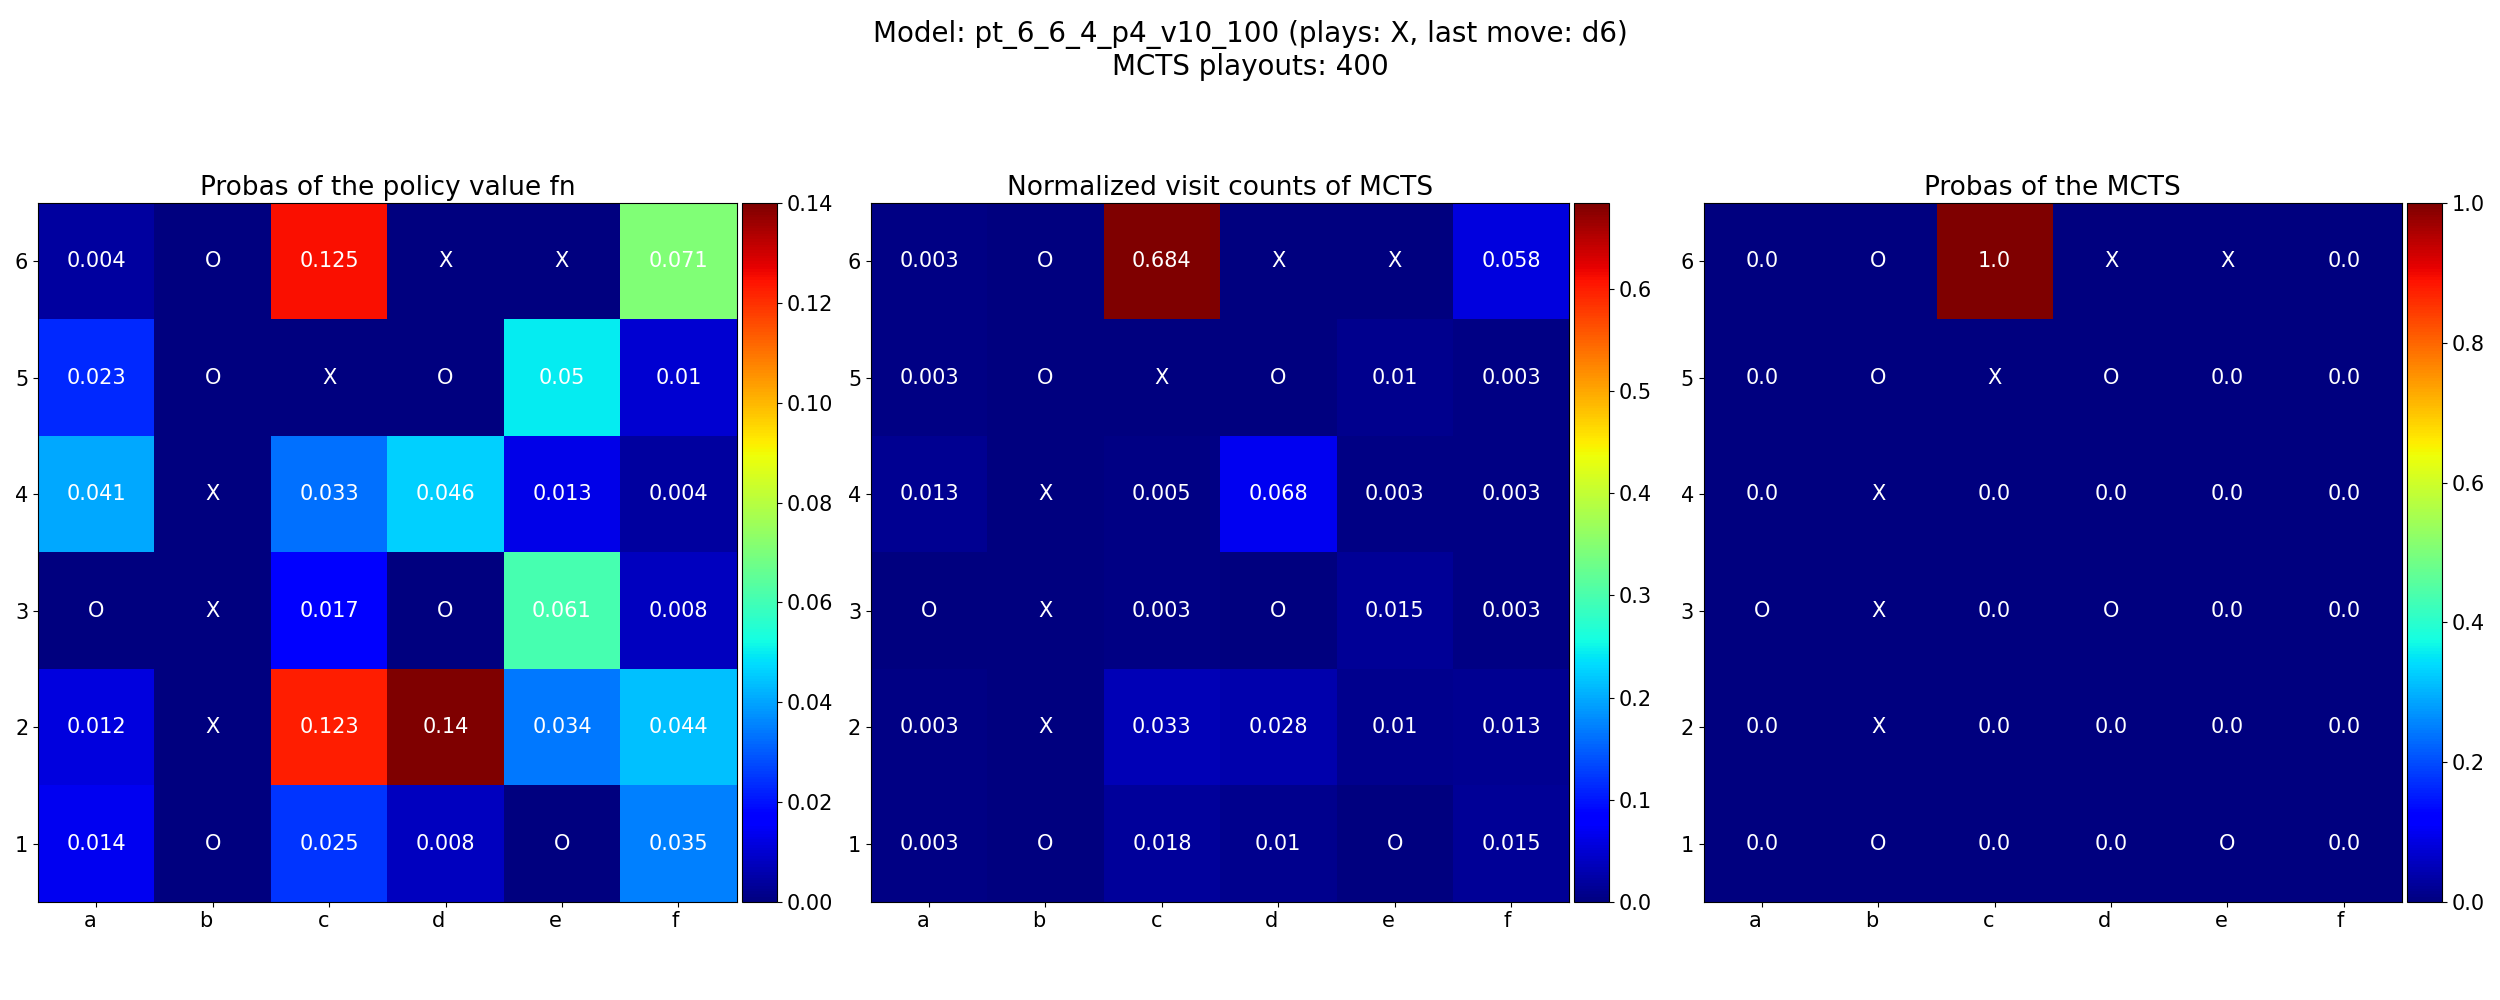 Model: pt_6_6_4_p4_v10_100 (plays: X, last move: d6)
MCTS playouts: 400
Probas of the policy value fn
6 0.004 O 0.125 X X 0.071
5 0.023 O X O 0.05 0.01
4 0.041 X 0.033 0.046 0.013 0.004
3 O X 0.017 O 0.061 0.008
2 0.012 X 0.123 0.14 0.034 0.044
1 0.014 O 0.025 0.008 O 0.035
a b c d e f
0.14
0.12
0.10
0.08
0.06
0.04
0.02
0.00
Normalized visit counts of MCTS
6 0.003 O 0.684 X X 0.058
5 0.003 O X O 0.01 0.003
4 0.013 X 0.005 0.068 0.003 0.003
3 O X 0.003 O 0.015 0.003
2 0.003 X 0.033 0.028 0.01 0.013
1 0.003 O 0.018 0.01 O 0.015
a b c d e f
0.6
0.5
0.4
0.3
0.2
0.1
0.0
Probas of the MCTS
6 0.0 O 1.0 X X 0.0
5 0.0 O X O 0.0 0.0
4 0.0 X 0.0 0.0 0.0 0.0
3 O X 0.0 O 0.0 0.0
2 0.0 X 0.0 0.0 0.0 0.0
1 0.0 O 0.0 0.0 O 0.0
a b c d e f
1.0
0.8
0.6
0.4
0.2
0.0